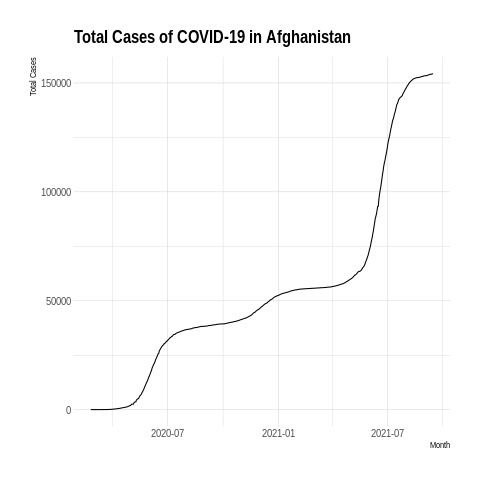 Total Cases of COVID-19 in Afghanistan
Total Cases
150000
100000
50000
0
2020-07 2021-01 2021-07
Month